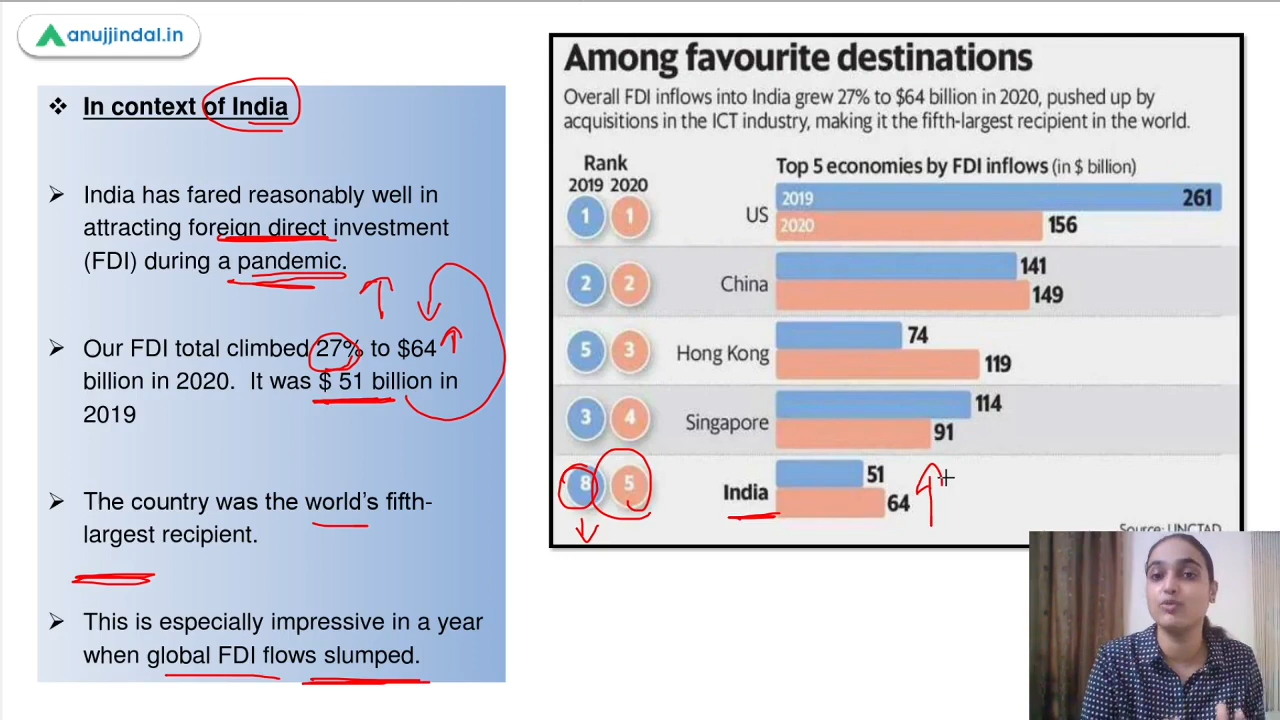 anujjindal.in
❖ In context of India
➢ India has fared reasonably well in
attracting foreign direct investment
(FDI) during a pandemic.
➢ Our FDI total climbed 27% to $64
billion in 2020. It was $ 51 billion in
2019
➢ The country was the world's fifth-
largest recipient.
➢ This is especially impressive in a year
when global FDI flows slumped.
Among favourite destinations
Overall FDI inflows into India grew 27% to $64 billion in 2020, pushed up by
acquisitions in the ICT industry, making it the fifth-largest recipient in the world.
Rank
2019 2020
Top 5 economies by FDI inflows (in $ billion)
1 1 US 2019 261
2020 156
2 2 China 141
149
5 3 Hong Kong 74
119
3 4 Singapore 114
91
8 5 India 51
64
Source: UNCTAD